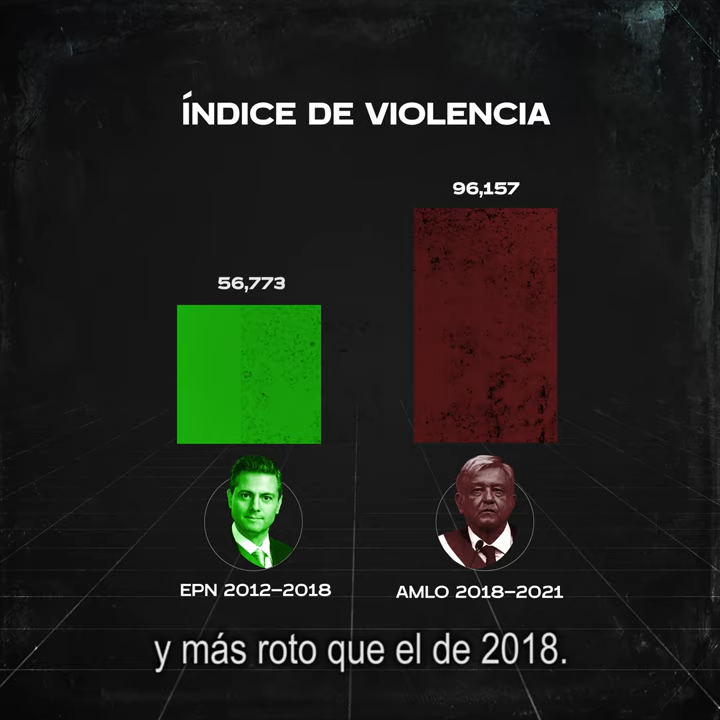 ÍNDICE DE VIOLENCIA
96,157
56,773
EPN 2012–2018
AMLO 2018–2021
y más roto que el de 2018.